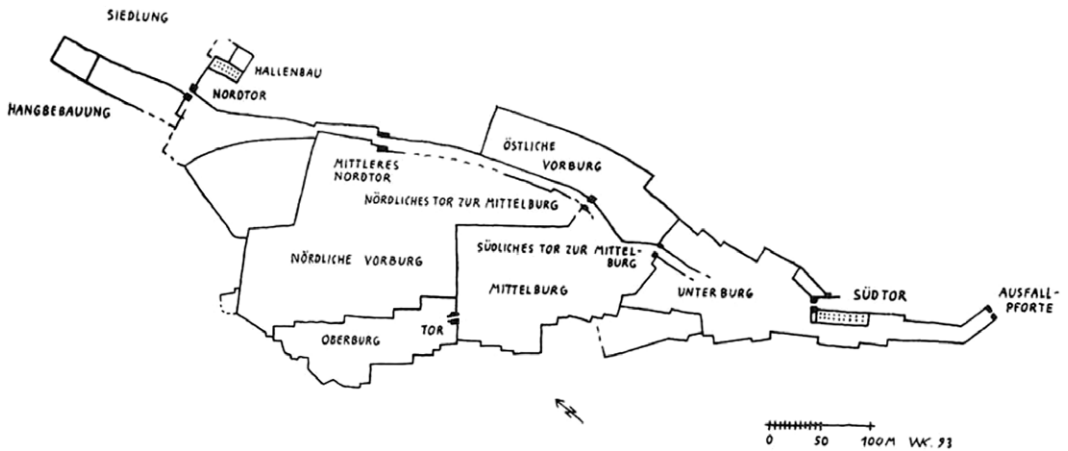 SIEDLUNG
HALLENBAU
NORDTOR
HANGBEBAUUNG
ÖSTLICHE
VORBURG
MITTLERES
NORDTOR
NÖRDLICHES TOR ZUR MITTELBURG
SÜDLICHES TOR ZUR MITTEL-
BURG
NÖRDLICHE VORBURG
MITTELBURG
UNTERBURG
SÜDTOR
AUSFALL-
PFORTE
TOR
OBERBURG
N
0 50 100M WK. 93